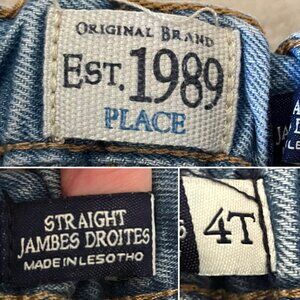 ORIGINAL BRAND
EST. 1989
PLACE
STRAIGHT
JAMBES DROITES
MADE IN LESOTHO
4T